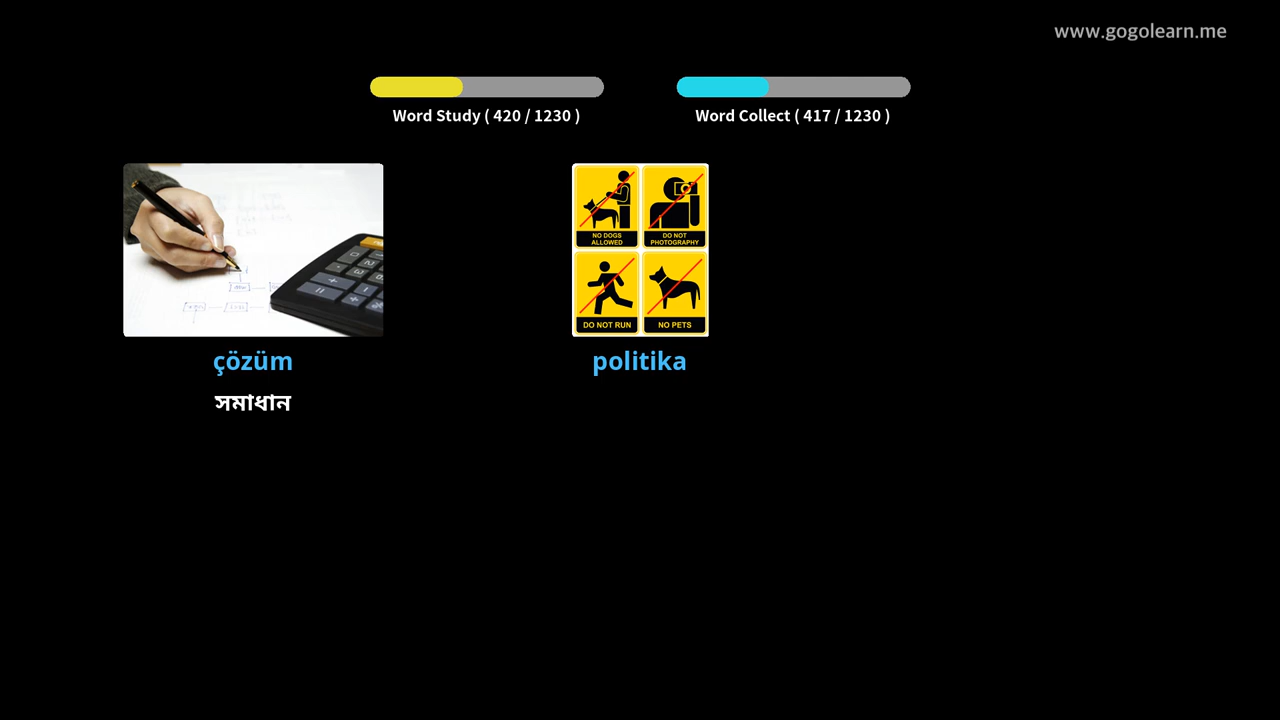 www.gogolearn.me
Word Study ( 420 / 1230 )
Word Collect ( 417 / 1230 )
NO DOGS
ALLOWED
DO NOT
PHOTOGRAPHY
DO NOT RUN
NO PETS
çözüm
politika
সমাধান